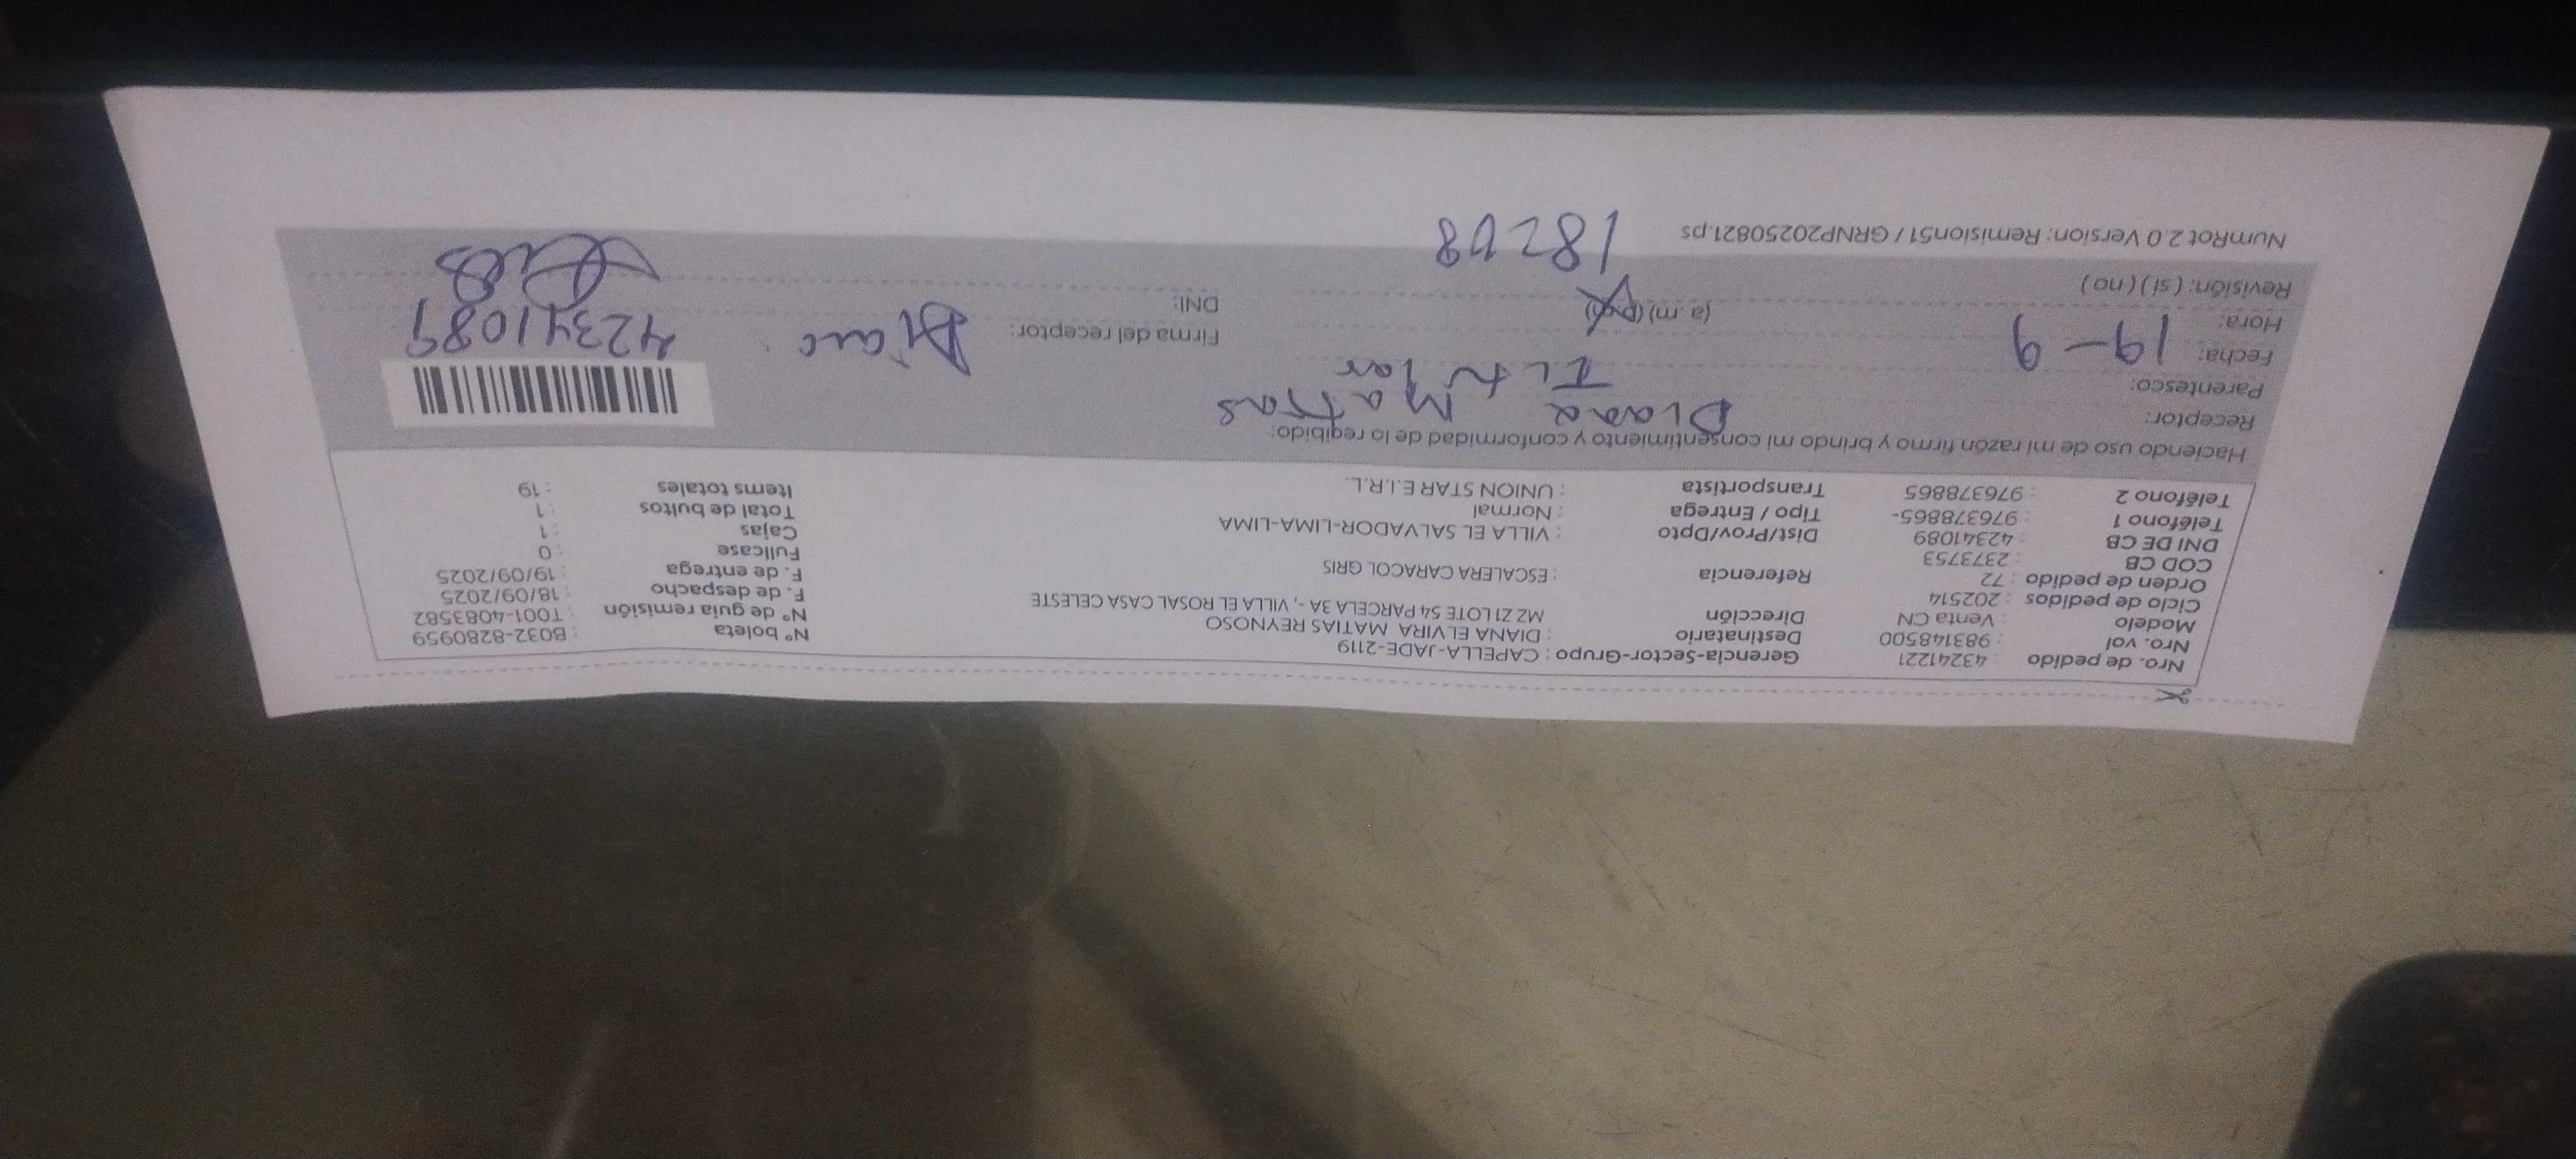 Nro. de pedido : 43241221
Nro. vol : 983148500
Modelo : Venta CN
Ciclo de pedidos : 202514
Orden de pedido : 72
COD CB : 2373753
DNI DE CB : 42341089
Teléfono 1 : 976378865-
Teléfono 2 : 976378865
Gerencia-Sector-Grupo : CAPELLA-JADE-2119
Destinatario : DIANA ELVIRA MATIAS REYNOSO
Dirección MZ Z1 LOTE 54 PARCELA 3A -, VILLA EL ROSAL CASA CELESTE
Referencia : ESCALERA CARACOL GRIS
Dist/Prov/Dpto : VILLA EL SALVADOR-LIMA-LIMA
Tipo / Entrega : Normal
Transportista : UNION STAR E.I.R.L.
N° boleta : B032-8280959
N° de guía remisión : T001-4083582
F. de despacho : 18/09/2025
F. de entrega : 19/09/2025
Fullcase : 0
Cajas : 1
Total de bultos : 1
Items totales : 19
Haciendo uso de mi razón firmo y brindo mi consentimiento y conformidad de lo recibido:
Receptor: Matias
Parentesco:
Fecha: 19-9
Hora: (a. m) (p.m)
Revisión: ( si ) ( no )
Firma del receptor:
DNI: 42341089
NumRot 2.0 Version: Remision51 / GRNP20250821.ps